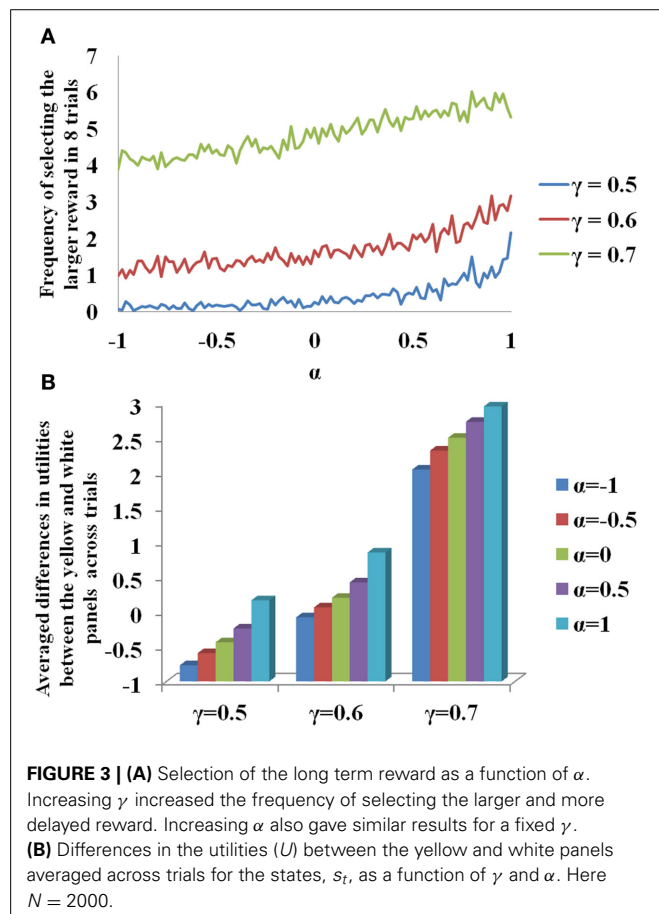 A
Frequency of selecting the
larger reward in 8 trials
7
6
5
4
3
2
1
0
-1
-0.5
0
0.5
1
α
γ = 0.5
γ = 0.6
γ = 0.7
B
Averaged differences in utilities
between the yellow and white
panels across trials
3
2.5
2
1.5
1
0.5
0
-0.5
-1
γ=0.5
γ=0.6
γ=0.7
α=-1
α=-0.5
α=0
α=0.5
α=1
FIGURE 3 | (A) Selection of the long term reward as a function of α.
Increasing γ increased the frequency of selecting the larger and more
delayed reward. Increasing α also gave similar results for a fixed γ.
(B) Differences in the utilities (U) between the yellow and white panels
averaged across trials for the states, sₜ, as a function of γ and α. Here
N = 2000.